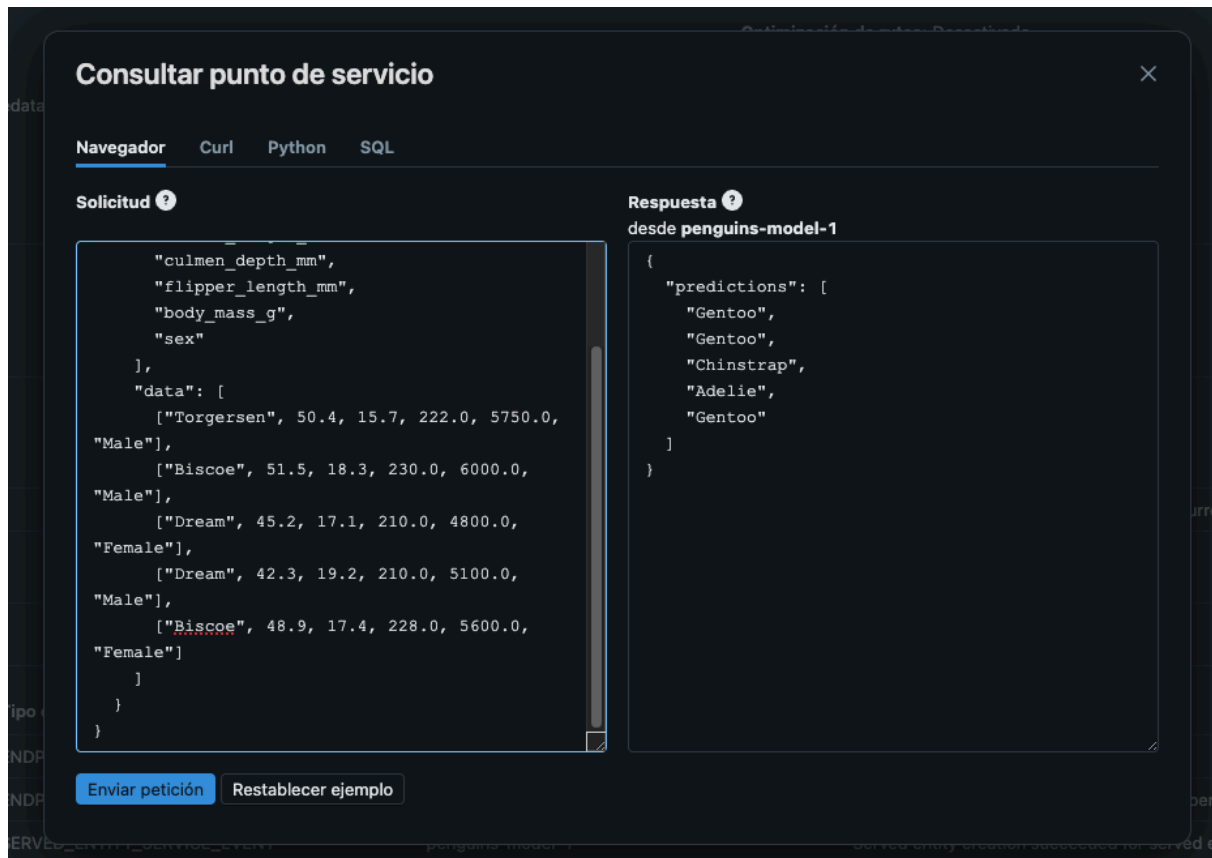 Consultar punto de servicio
Navegador Curl Python SQL
Solicitud ?
"culmen_depth_mm",
"flipper_length_mm",
"body_mass_g",
"sex"
],
"data": [
["Torgersen", 50.4, 15.7, 222.0, 5750.0,
"Male"],
["Biscoe", 51.5, 18.3, 230.0, 6000.0,
"Male"],
["Dream", 45.2, 17.1, 210.0, 4800.0,
"Female"],
["Dream", 42.3, 19.2, 210.0, 5100.0,
"Male"],
["Biscoe", 48.9, 17.4, 228.0, 5600.0,
"Female"]
]
}
}
Respuesta ?
desde penguins-model-1
{
"predictions": [
"Gentoo",
"Gentoo",
"Chinstrap",
"Adelie",
"Gentoo"
]
}
Enviar petición Restablecer ejemplo